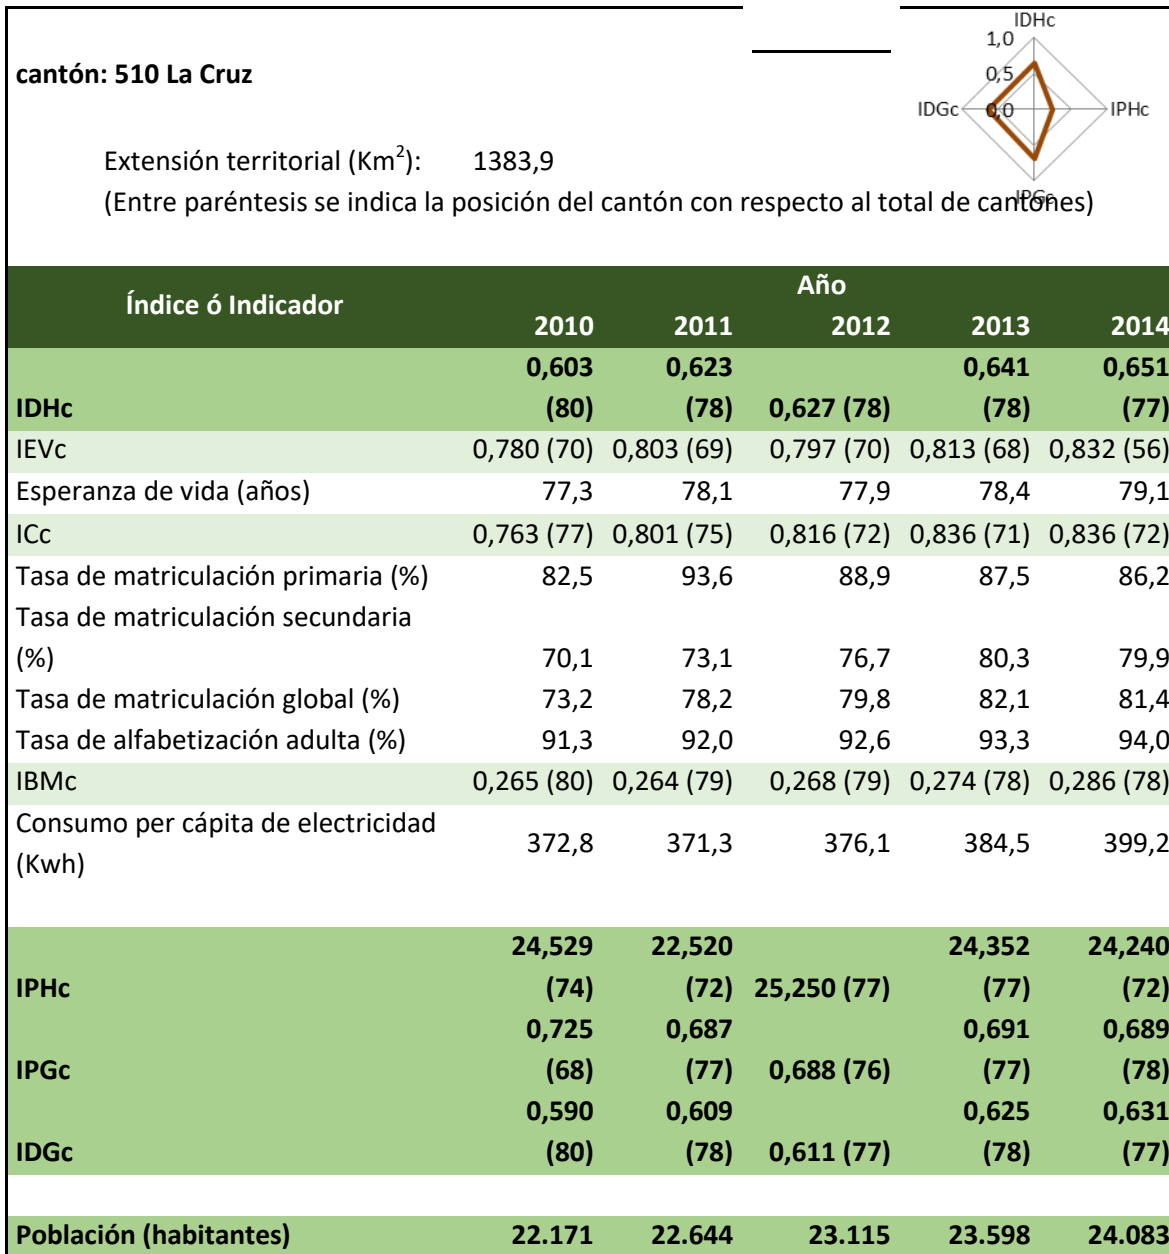 IDHc
1,0
cantón: 510 La Cruz
0,5
IDGc 0,0 IPHc
Extensión territorial (Km²): 1383,9
IPGc
(Entre paréntesis se indica la posición del cantón con respecto al total de cantones)
Índice ó Indicador Año
2010 2011 2012 2013 2014
0,603 0,623 0,641 0,651
IDHc (80) (78) 0,627 (78) (78) (77)
IEVc 0,780 (70) 0,803 (69) 0,797 (70) 0,813 (68) 0,832 (56)
Esperanza de vida (años) 77,3 78,1 77,9 78,4 79,1
ICc 0,763 (77) 0,801 (75) 0,816 (72) 0,836 (71) 0,836 (72)
Tasa de matriculación primaria (%) 82,5 93,6 88,9 87,5 86,2
Tasa de matriculación secundaria
(%) 70,1 73,1 76,7 80,3 79,9
Tasa de matriculación global (%) 73,2 78,2 79,8 82,1 81,4
Tasa de alfabetización adulta (%) 91,3 92,0 92,6 93,3 94,0
IBMc 0,265 (80) 0,264 (79) 0,268 (79) 0,274 (78) 0,286 (78)
Consumo per cápita de electricidad
(Kwh) 372,8 371,3 376,1 384,5 399,2
24,529 22,520 24,352 24,240
IPHc (74) (72) 25,250 (77) (77) (72)
0,725 0,687 0,691 0,689
IPGc (68) (77) 0,688 (76) (77) (78)
0,590 0,609 0,625 0,631
IDGc (80) (78) 0,611 (77) (78) (77)
Población (habitantes) 22.171 22.644 23.115 23.598 24.083